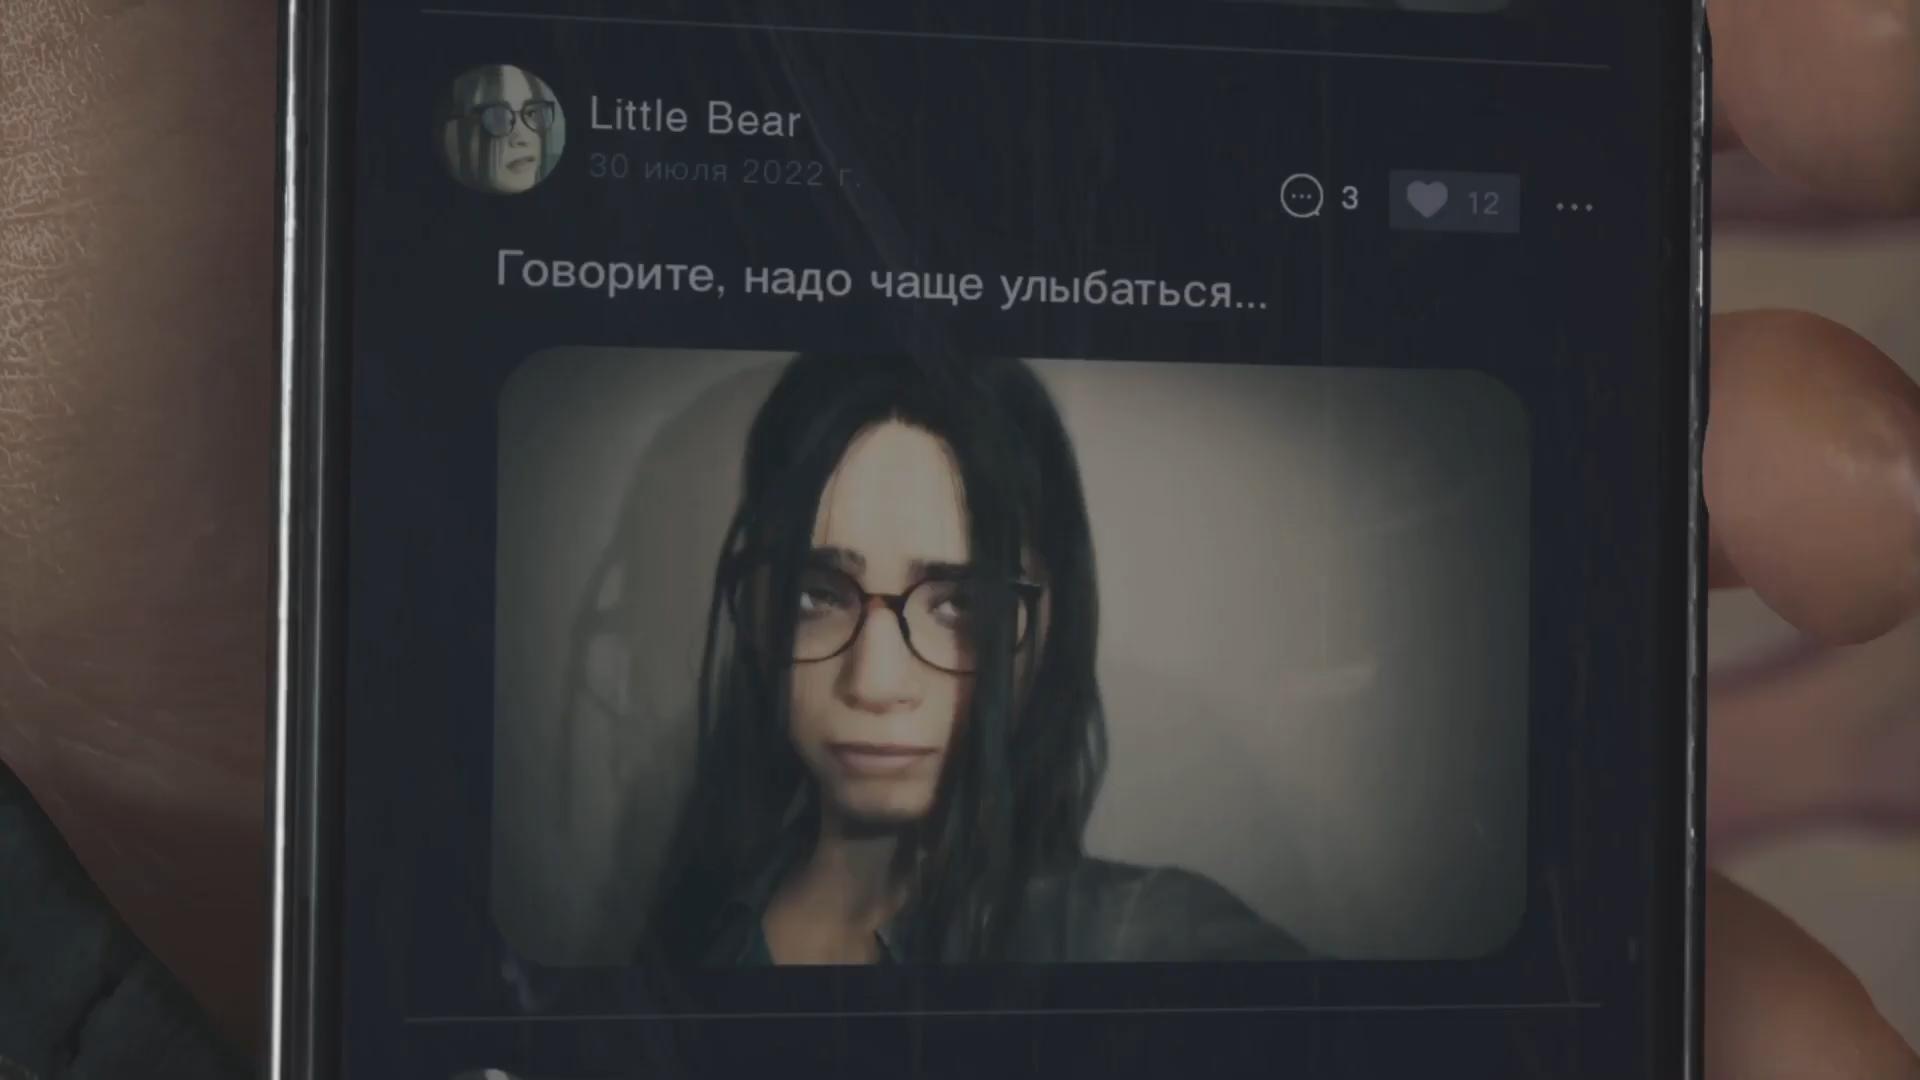 Little Bear
30 июля 2022 г.
3
12
Говорите, надо чаще улыбаться...